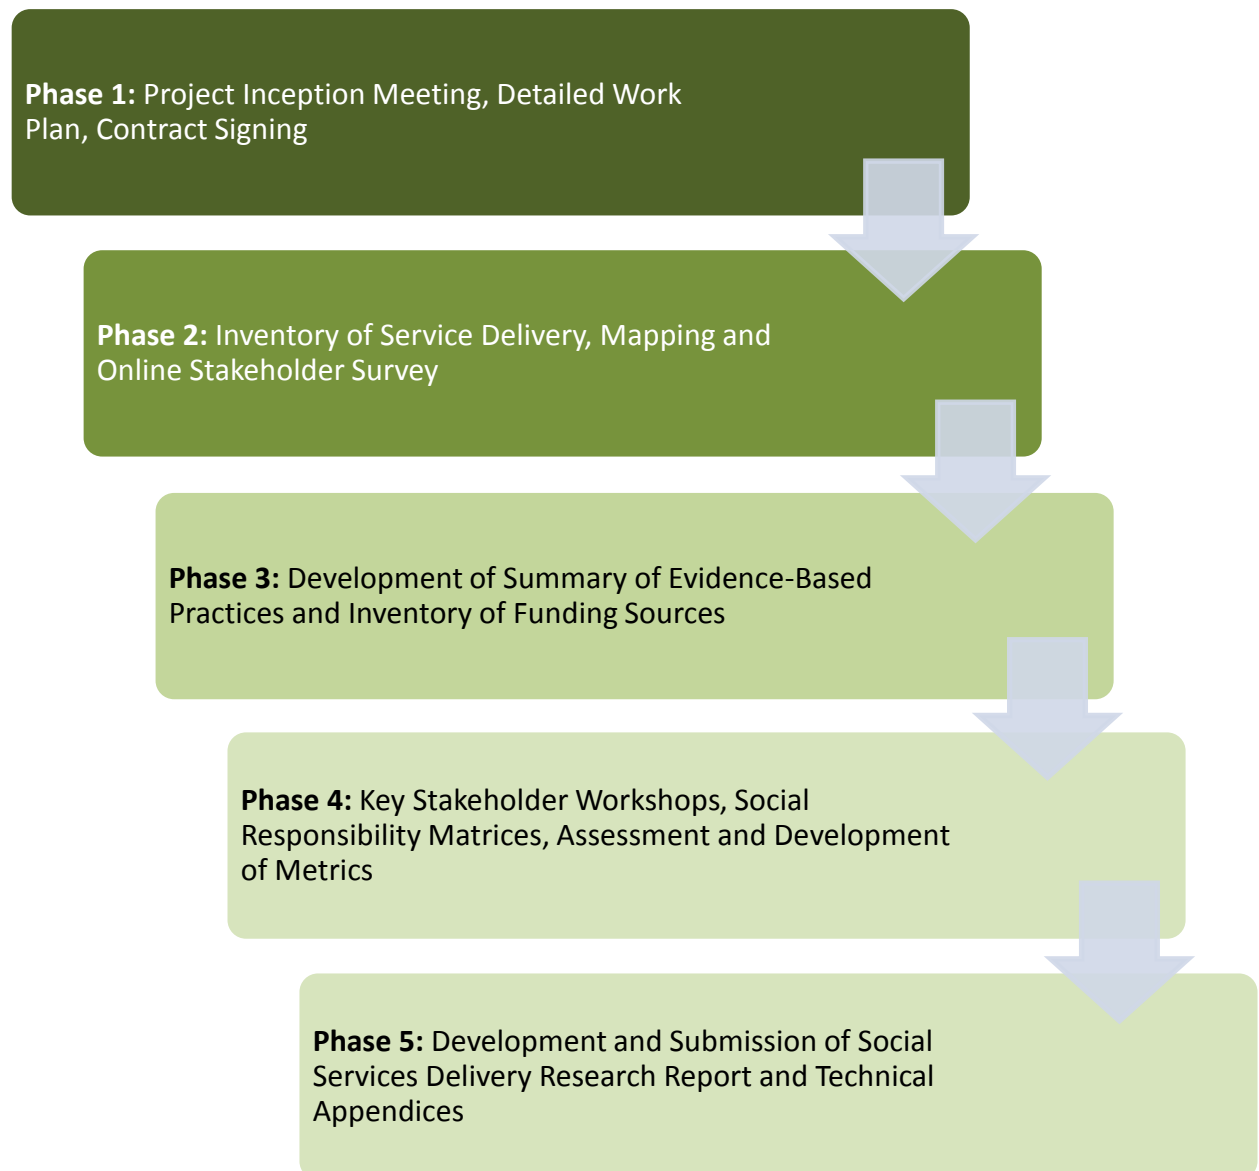 Phase 1: Project Inception Meeting, Detailed Work
Plan, Contract Signing
Phase 2: Inventory of Service Delivery, Mapping and
Online Stakeholder Survey
Phase 3: Development of Summary of Evidence-Based
Practices and Inventory of Funding Sources
Phase 4: Key Stakeholder Workshops, Social
Responsibility Matrices, Assessment and Development
of Metrics
Phase 5: Development and Submission of Social
Services Delivery Research Report and Technical
Appendices